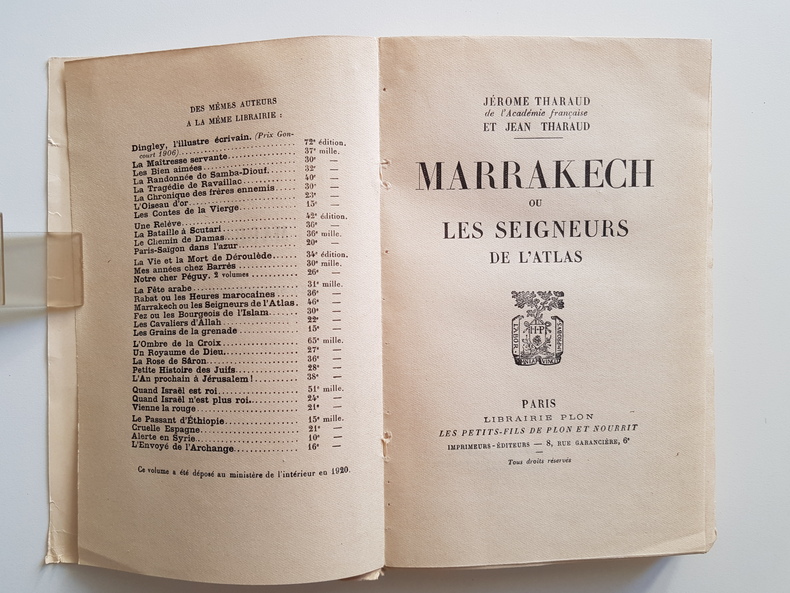 DES MÊMES AUTEURS
A LA MÊME LIBRAIRIE :
Dingley, l'illustre écrivain. (Prix Gon-
court 1906) 72e édition.
La Maîtresse servante 37e mille.
Les Bien aimées 30e —
La Randonnée de Samba-Diouf 32e —
La Tragédie de Ravaillac 40e —
La Chronique des frères ennemis 30e —
L'Oiseau d'or 23e —
Les Contes de la Vierge 15e —
Une Relève 42e édition.
La Bataille à Scutari 36e —
Le Chemin de Damas 36e mille.
Paris-Saïgon dans l'azur 20e —
La Vie et la Mort de Déroulède 34e édition.
Mes années chez Barrès 30e mille.
Notre cher Péguy. 2 volumes 26e —
La Fête arabe 31e mille.
Rabat ou les Heures marocaines 36e —
Marrakech ou les Seigneurs de l'Atlas. 46e —
Fez ou les Bourgeois de l'Islam 30e —
Les Cavaliers d'Allah 22e —
Les Grains de la grenade 15e —
L'Ombre de la Croix 65e mille.
Un Royaume de Dieu 27e —
La Rose de Sâron 36e —
Petite Histoire des Juifs 28e —
L'An prochain à Jérusalem ! 38e —
Quand Israël est roi 51e mille.
Quand Israël n'est plus roi 24e —
Vienne la rouge 21e —
Le Passant d'Éthiopie 15e mille.
Cruelle Espagne 21e —
Alerte en Syrie 10e —
L'Envoyé de l'Archange 16e —
Ce volume a été déposé au ministère de l'intérieur en 1920.
JÉROME THARAUD
de l'Académie française
ET JEAN THARAUD
MARRAKECH
OU
LES SEIGNEURS
DE L'ATLAS
LABOR
H·P
IMPROBUS
PARIS
LIBRAIRIE PLON
LES PETITS-FILS DE PLON ET NOURRIT
IMPRIMEURS-ÉDITEURS — 8, RUE GARANCIÈRE, 6e
Tous droits réservés